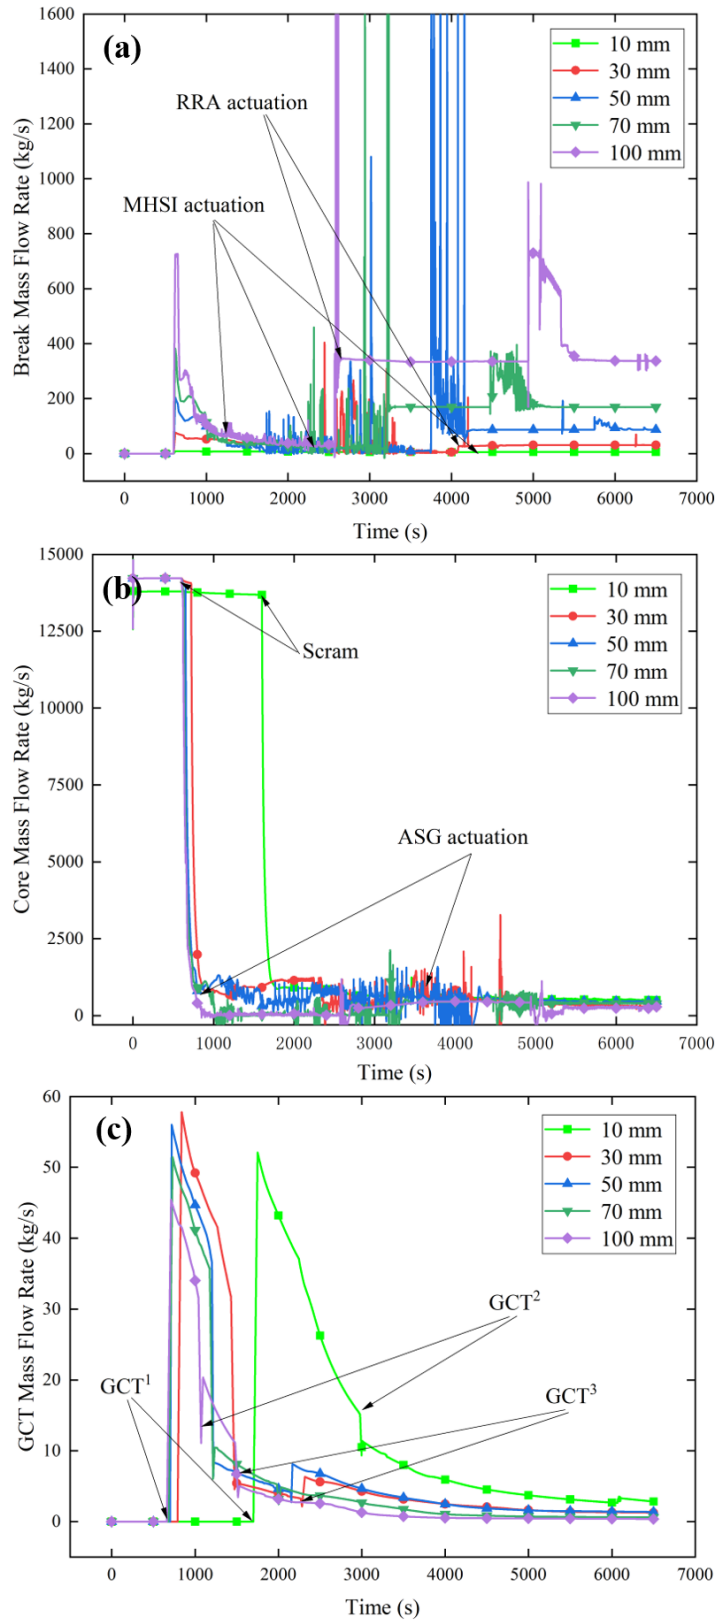 (a)
1600
1400
1200
1000
800
600
400
200
0
Break Mass Flow Rate (kg/s)
RRA actuation
MHSI actuation
10 mm
30 mm
50 mm
70 mm
100 mm
0 1000 2000 3000 4000 5000 6000 7000
Time (s)
(b)
15000
12500
10000
7500
5000
2500
0
Core Mass Flow Rate (kg/s)
Scram
ASG actuation
10 mm
30 mm
50 mm
70 mm
100 mm
0 1000 2000 3000 4000 5000 6000 7000
Time (s)
(c)
60
50
40
30
20
10
0
GCT Mass Flow Rate (kg/s)
GCT¹
GCT²
GCT³
10 mm
30 mm
50 mm
70 mm
100 mm
0 1000 2000 3000 4000 5000 6000 7000
Time (s)